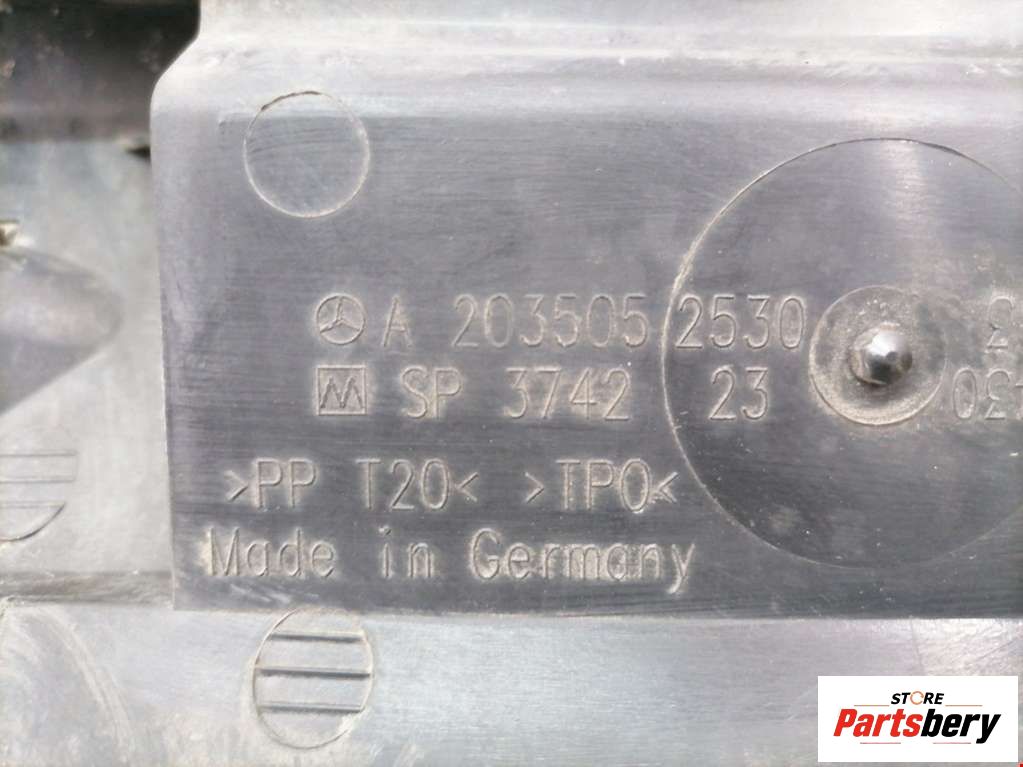 A 203505 2530
M SP 3742 23
>PP T20< >TPO<
Made in Germany
STORE
Partsbery